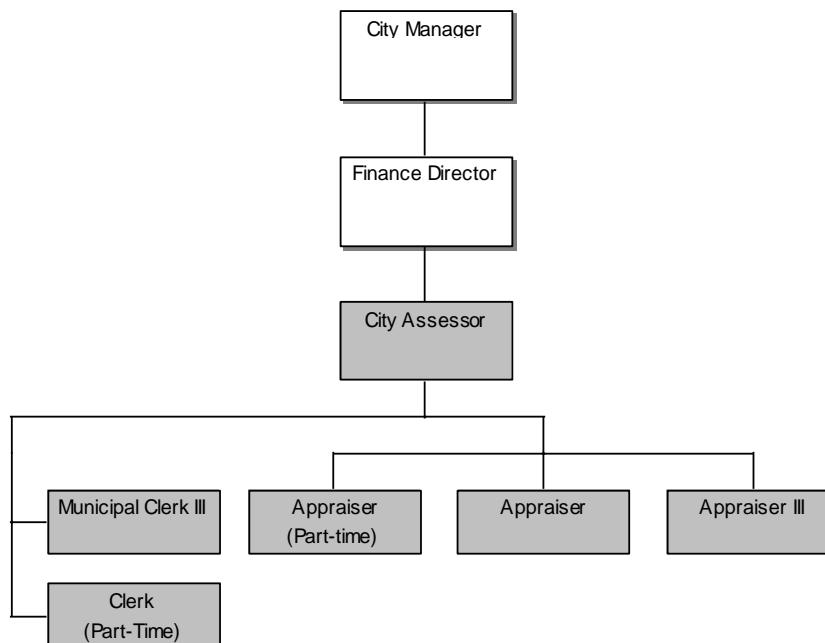 City Manager
Finance Director
City Assessor
Municipal Clerk III
Appraiser
(Part-time)
Appraiser
Appraiser III
Clerk
(Part-Time)